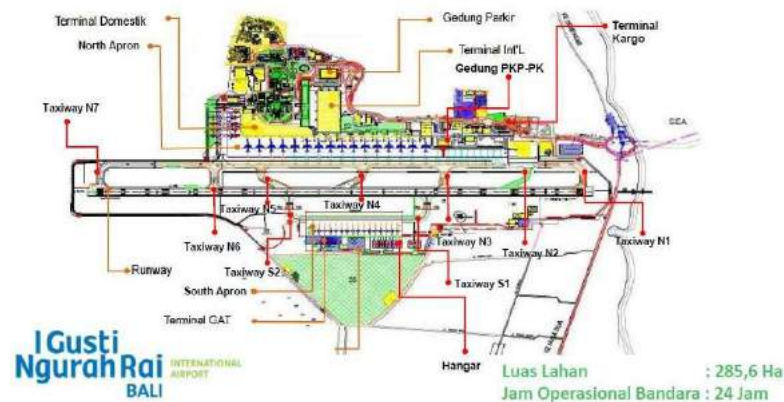 Terminal Domestik
North Apron
Gedung Parkir
Terminal Int'L
Gedung PKP-PK
Terminal
Kargo
Taxiway N7
SEA
Taxiway N5
Taxiway N4
Taxiway N6
Taxiway N3
Taxiway N2
Taxiway N1
Runway
Taxiway S2
South Apron
Taxiway S1
Terminal GAT
Hangar
I Gusti
Ngurah Rai
BALI
INTERNATIONAL
AIRPORT
Luas Lahan : 285,6 Ha
Jam Operasional Bandara : 24 Jam